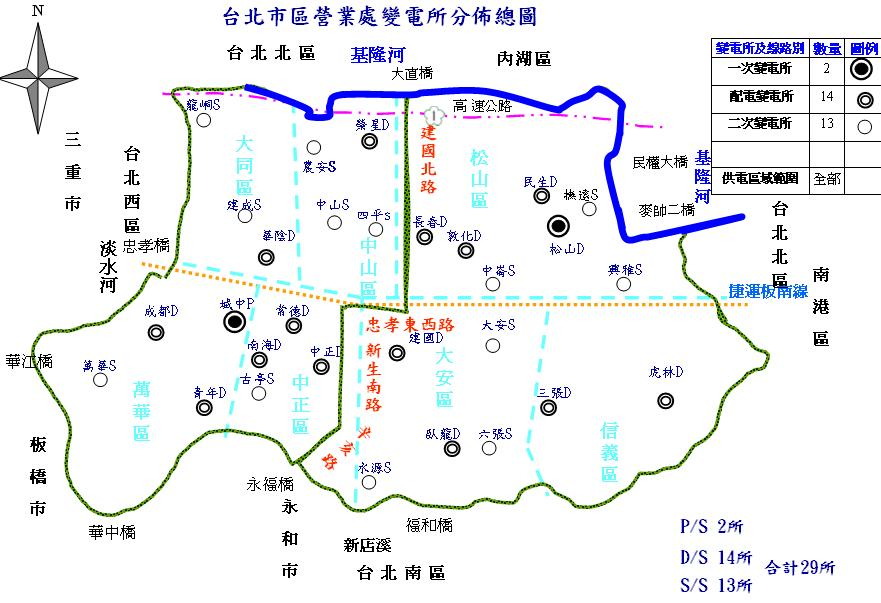 台北市區營業處變電所分佈總圖
N
台北北區
基隆河
內湖區
大直橋
變電所及線路別 數量 圖例
一次變電所 2
配電變電所 14
二次變電所 13
供電區域範圍 全部
龍峒S
榮星D
1
高速公路
三重市
台北西區
大同區
農安S
建國北路
松山區
民權大橋
基隆河
民生D
撫遠S
麥帥二橋
建成S
中山S
四平s
長春D
敦化D
松山D
台北北區
忠孝橋
淡水河
華陰D
中山區
中崙S
興雅S
南港區
捷運板南線
成都D
城中P
常德D
忠孝東西路
建國D
大安S
華江橋
萬華S
南海D
中正D
新生南路
大安區
虎林D
古亭S
青年D
萬華區
中正區
三張D
信義區
辛亥路
臥龍D
六張S
板橋市
永源S
永福橋
永和市
華中橋
福和橋
新店溪
台北南區
P/S 2所
D/S 14所
S/S 13所
合計29所